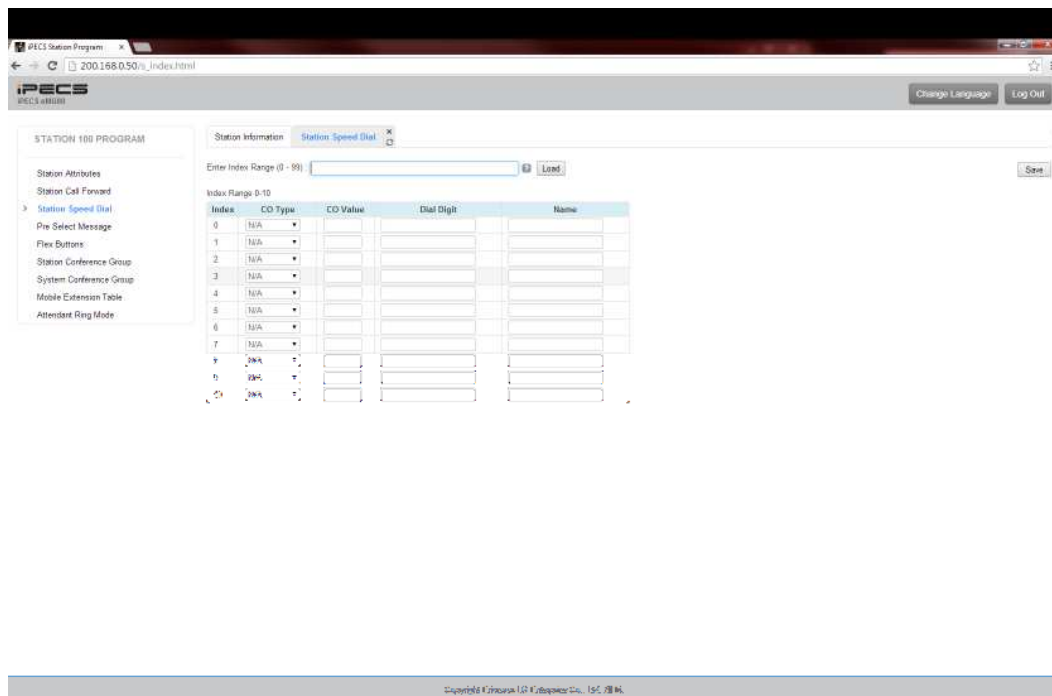 iPECS Station Program
200.168.0.50/s_index.html
iPECS
iPECS eMG80
Change Language
Log Out
STATION 100 PROGRAM
Station Attributes
Station Call Forward
Station Speed Dial
Pre Select Message
Flex Buttons
Station Conference Group
System Conference Group
Mobile Extension Table
Attendant Ring Mode
Station Information
Station Speed Dial
Enter Index Range (0 - 99) :
Load
Save
Index Range 0-10
Index CO Type CO Value Dial Digit Name
0 N/A
1 N/A
2 N/A
3 N/A
4 N/A
5 N/A
6 N/A
7 N/A